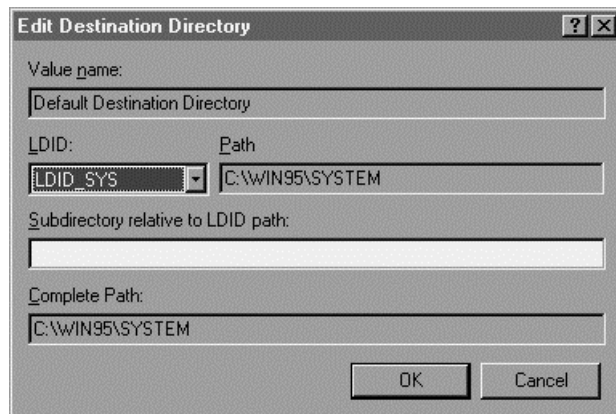 Edit Destination Directory
Value name:
Default Destination Directory
LDID: Path
LDID_SYS C:\WIN95\SYSTEM
Subdirectory relative to LDID path:
Complete Path:
C:\WIN95\SYSTEM
OK Cancel